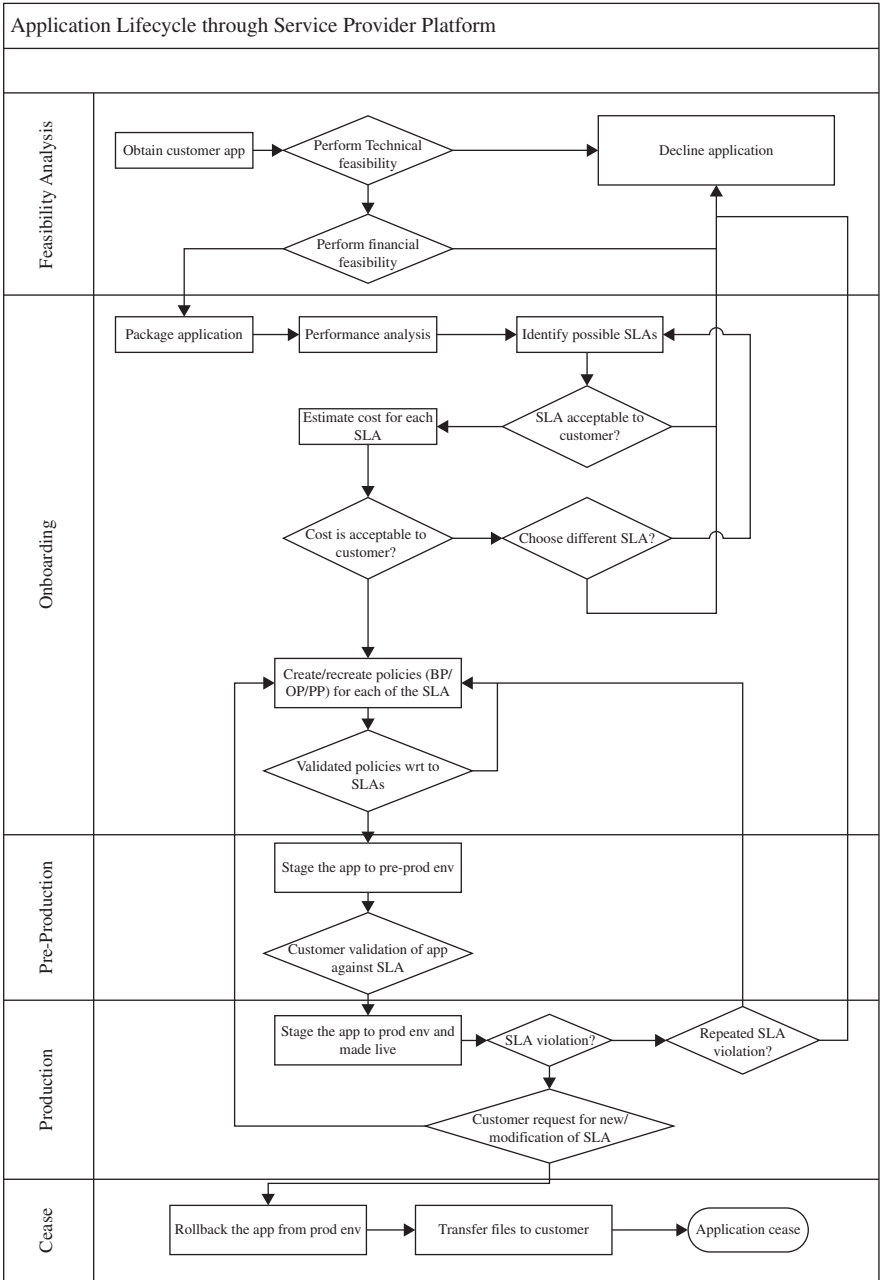 Application Lifecycle through Service Provider Platform
Feasibility Analysis
Obtain customer app
Perform Technical
feasibility
Decline application
Perform financial
feasibility
Onboarding
Package application
Performance analysis
Identify possible SLAs
Estimate cost for each
SLA
SLA acceptable to
customer?
Cost is acceptable to
customer?
Choose different SLA?
Create/recreate policies (BP/
OP/PP) for each of the SLA
Validated policies wrt to
SLAs
Pre-Production
Stage the app to pre-prod env
Customer validation of app
against SLA
Production
Stage the app to prod env and
made live
SLA violation?
Repeated SLA
violation?
Customer request for new/
modification of SLA
Cease
Rollback the app from prod env
Transfer files to customer
Application cease